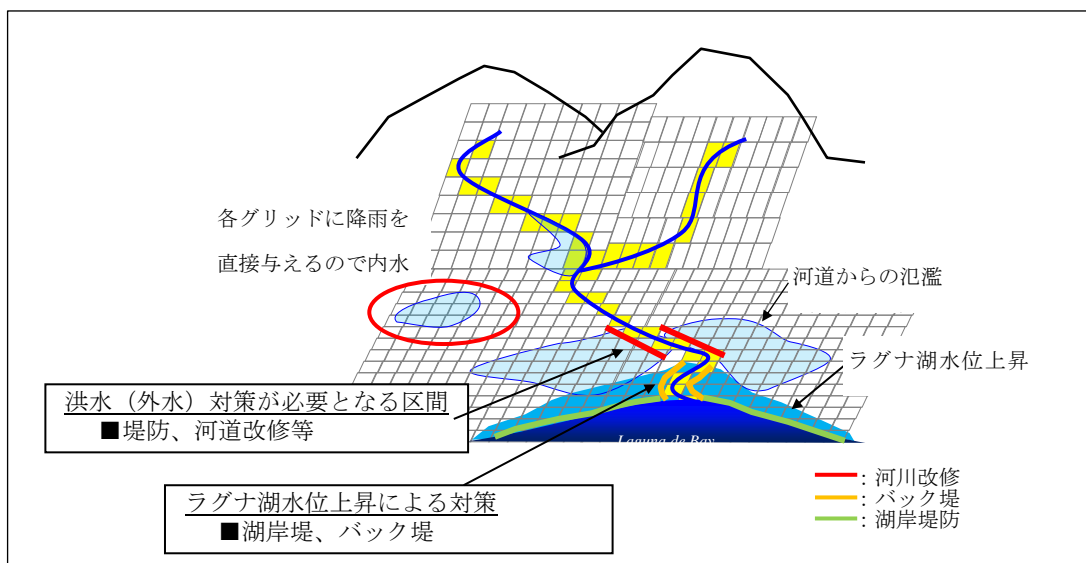 各グリッドに降雨を
直接与えるので内水
河道からの氾濫
ラグナ湖水位上昇
洪水（外水）対策が必要となる区間
■堤防、河道改修等
Laguna de Bay
ラグナ湖水位上昇による対策
■湖岸堤、バック堤
：河川改修
：バック堤
：湖岸堤防